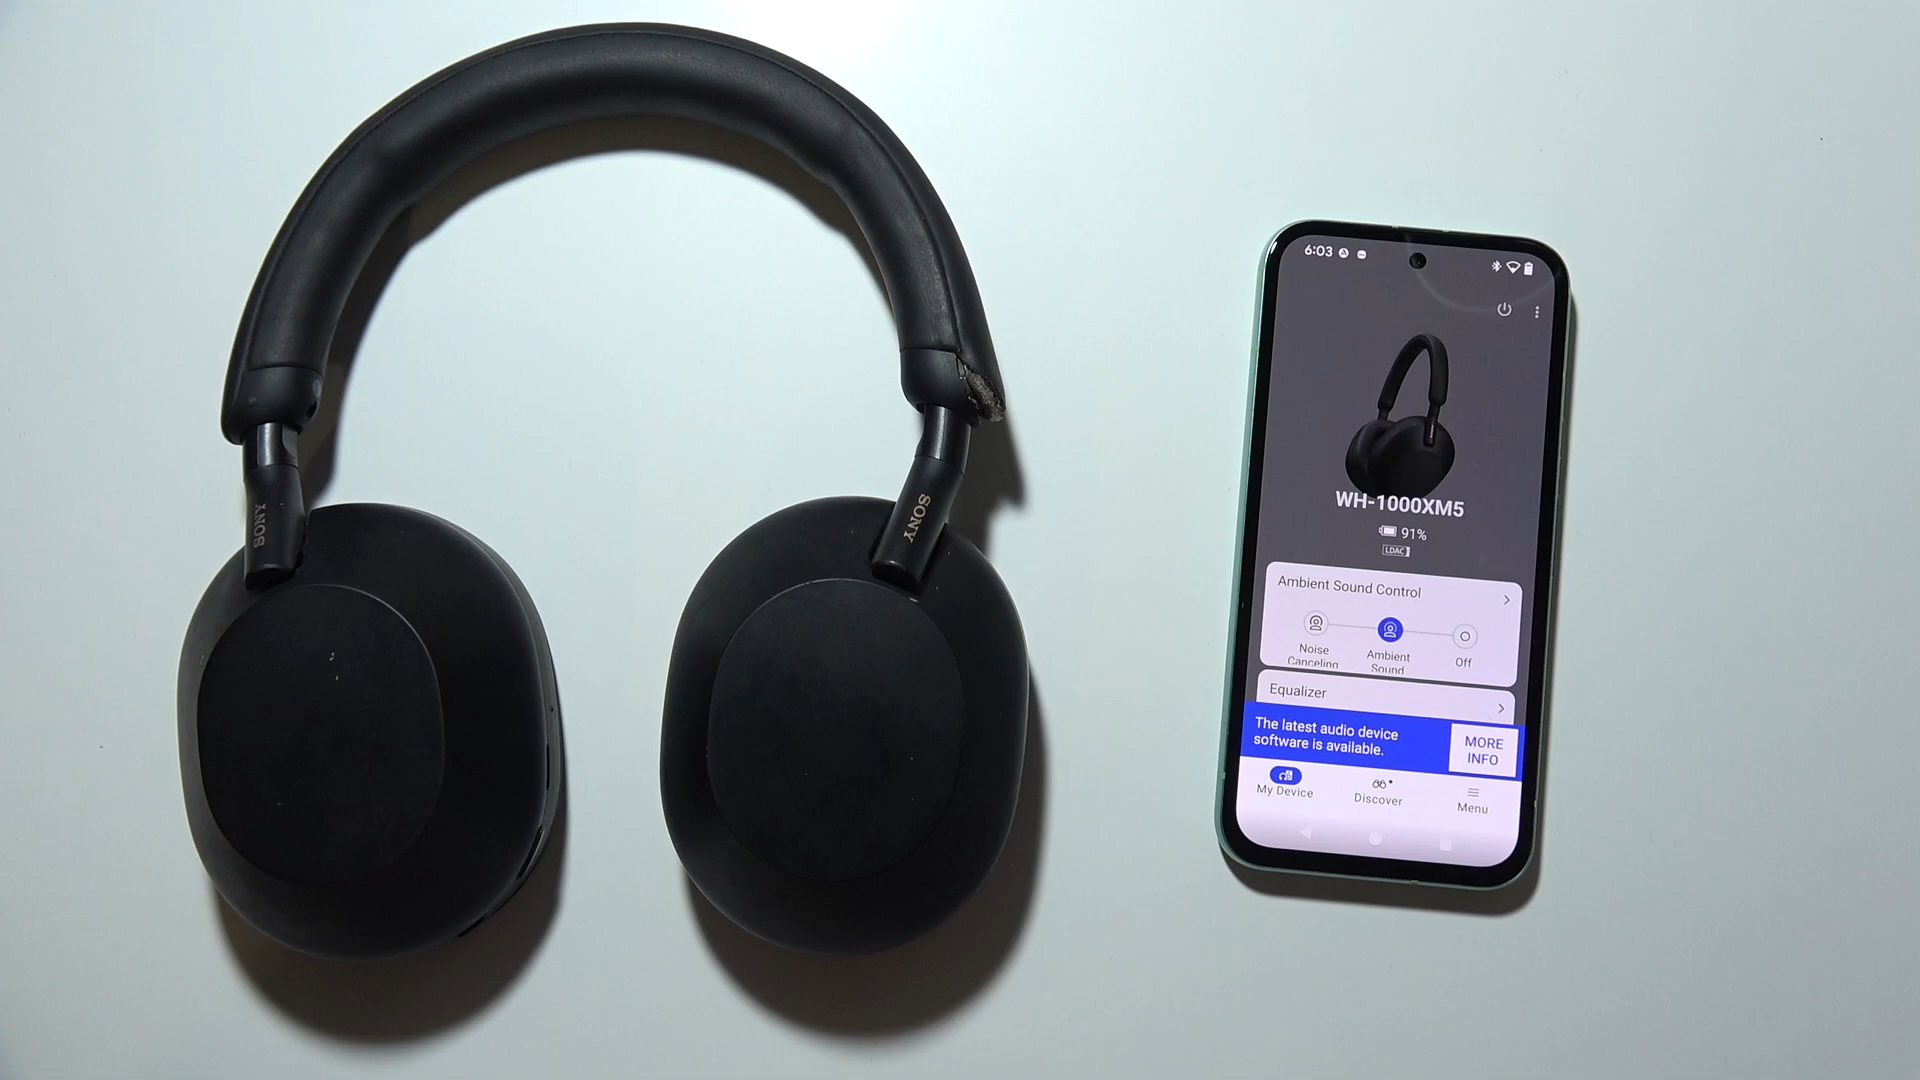 SONY
SONY
6:03
WH-1000XM5
91%
LDAC
Ambient Sound Control
Noise
Canceling
Ambient
Sound
Off
Equalizer
The latest audio device
software is available.
MORE
INFO
My Device
Discover
Menu